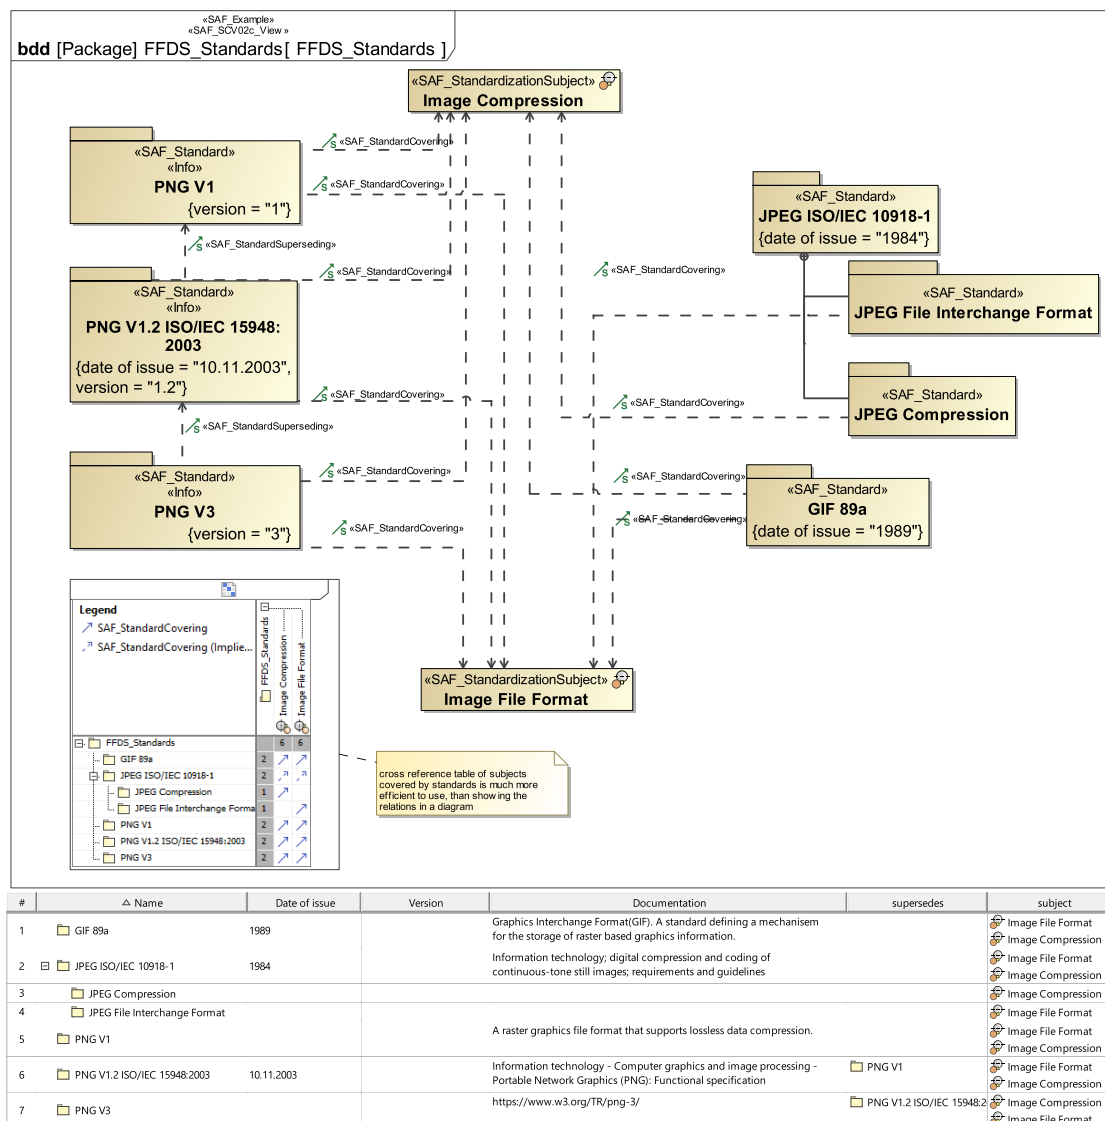 «SAF_Example»
«SAF_SCV02c_View»
bdd [Package] FFDS_Standards[ FFDS_Standards ]
«SAF_StandardizationSubject»
Image Compression
«SAF_StandardCovering»
«SAF_Standard»
«Info»
PNG V1
{version = "1"}
«SAF_StandardCovering»
«SAF_Standard»
JPEG ISO/IEC 10918-1
{date of issue = "1984"}
«SAF_StandardSuperseding»
«SAF_StandardCovering»
«SAF_StandardCovering»
«SAF_Standard»
JPEG File Interchange Format
«SAF_Standard»
«Info»
PNG V1.2 ISO/IEC 15948:
2003
{date of issue = "10.11.2003",
version = "1.2"}
«SAF_StandardCovering»
«SAF_StandardCovering»
«SAF_Standard»
JPEG Compression
«SAF_StandardSuperseding»
«SAF_StandardCovering»
«SAF_StandardCovering»
«SAF_Standard»
«Info»
PNG V3
{version = "3"}
«SAF_Standard»
GIF 89a
{date of issue = "1989"}
«SAF_StandardCovering»
«SAF_StandardCovering»
Legend
SAF_StandardCovering
SAF_StandardCovering (Implie...
FFDS_Standards
Image Compression
Image File Format
«SAF_StandardizationSubject»
Image File Format
FFDS_Standards 6 6
GIF 89a 2
JPEG ISO/IEC 10918-1 2
JPEG Compression 1
JPEG File Interchange Forma 1
PNG V1 2
PNG V1.2 ISO/IEC 15948:2003 2
PNG V3 2
cross reference table of subjects
covered by standards is much more
efficient to use, than showing the
relations in a diagram
# Name Date of issue Version Documentation supersedes subject
1 GIF 89a 1989 Graphics Interchange Format(GIF). A standard defining a mechanisem Image File Format
for the storage of raster based graphics information. Image Compression
2 JPEG ISO/IEC 10918-1 1984 Information technology; digital compression and coding of Image File Format
continuous-tone still images; requirements and guidelines Image Compression
3 JPEG Compression Image Compression
4 JPEG File Interchange Format Image File Format
5 PNG V1 A raster graphics file format that supports lossless data compression. Image File Format
Image Compression
6 PNG V1.2 ISO/IEC 15948:2003 10.11.2003 Information technology - Computer graphics and image processing - PNG V1 Image File Format
Portable Network Graphics (PNG): Functional specification Image Compression
7 PNG V3 https://www.w3.org/TR/png-3/ PNG V1.2 ISO/IEC 15948:2 Image Compression
Image File Format